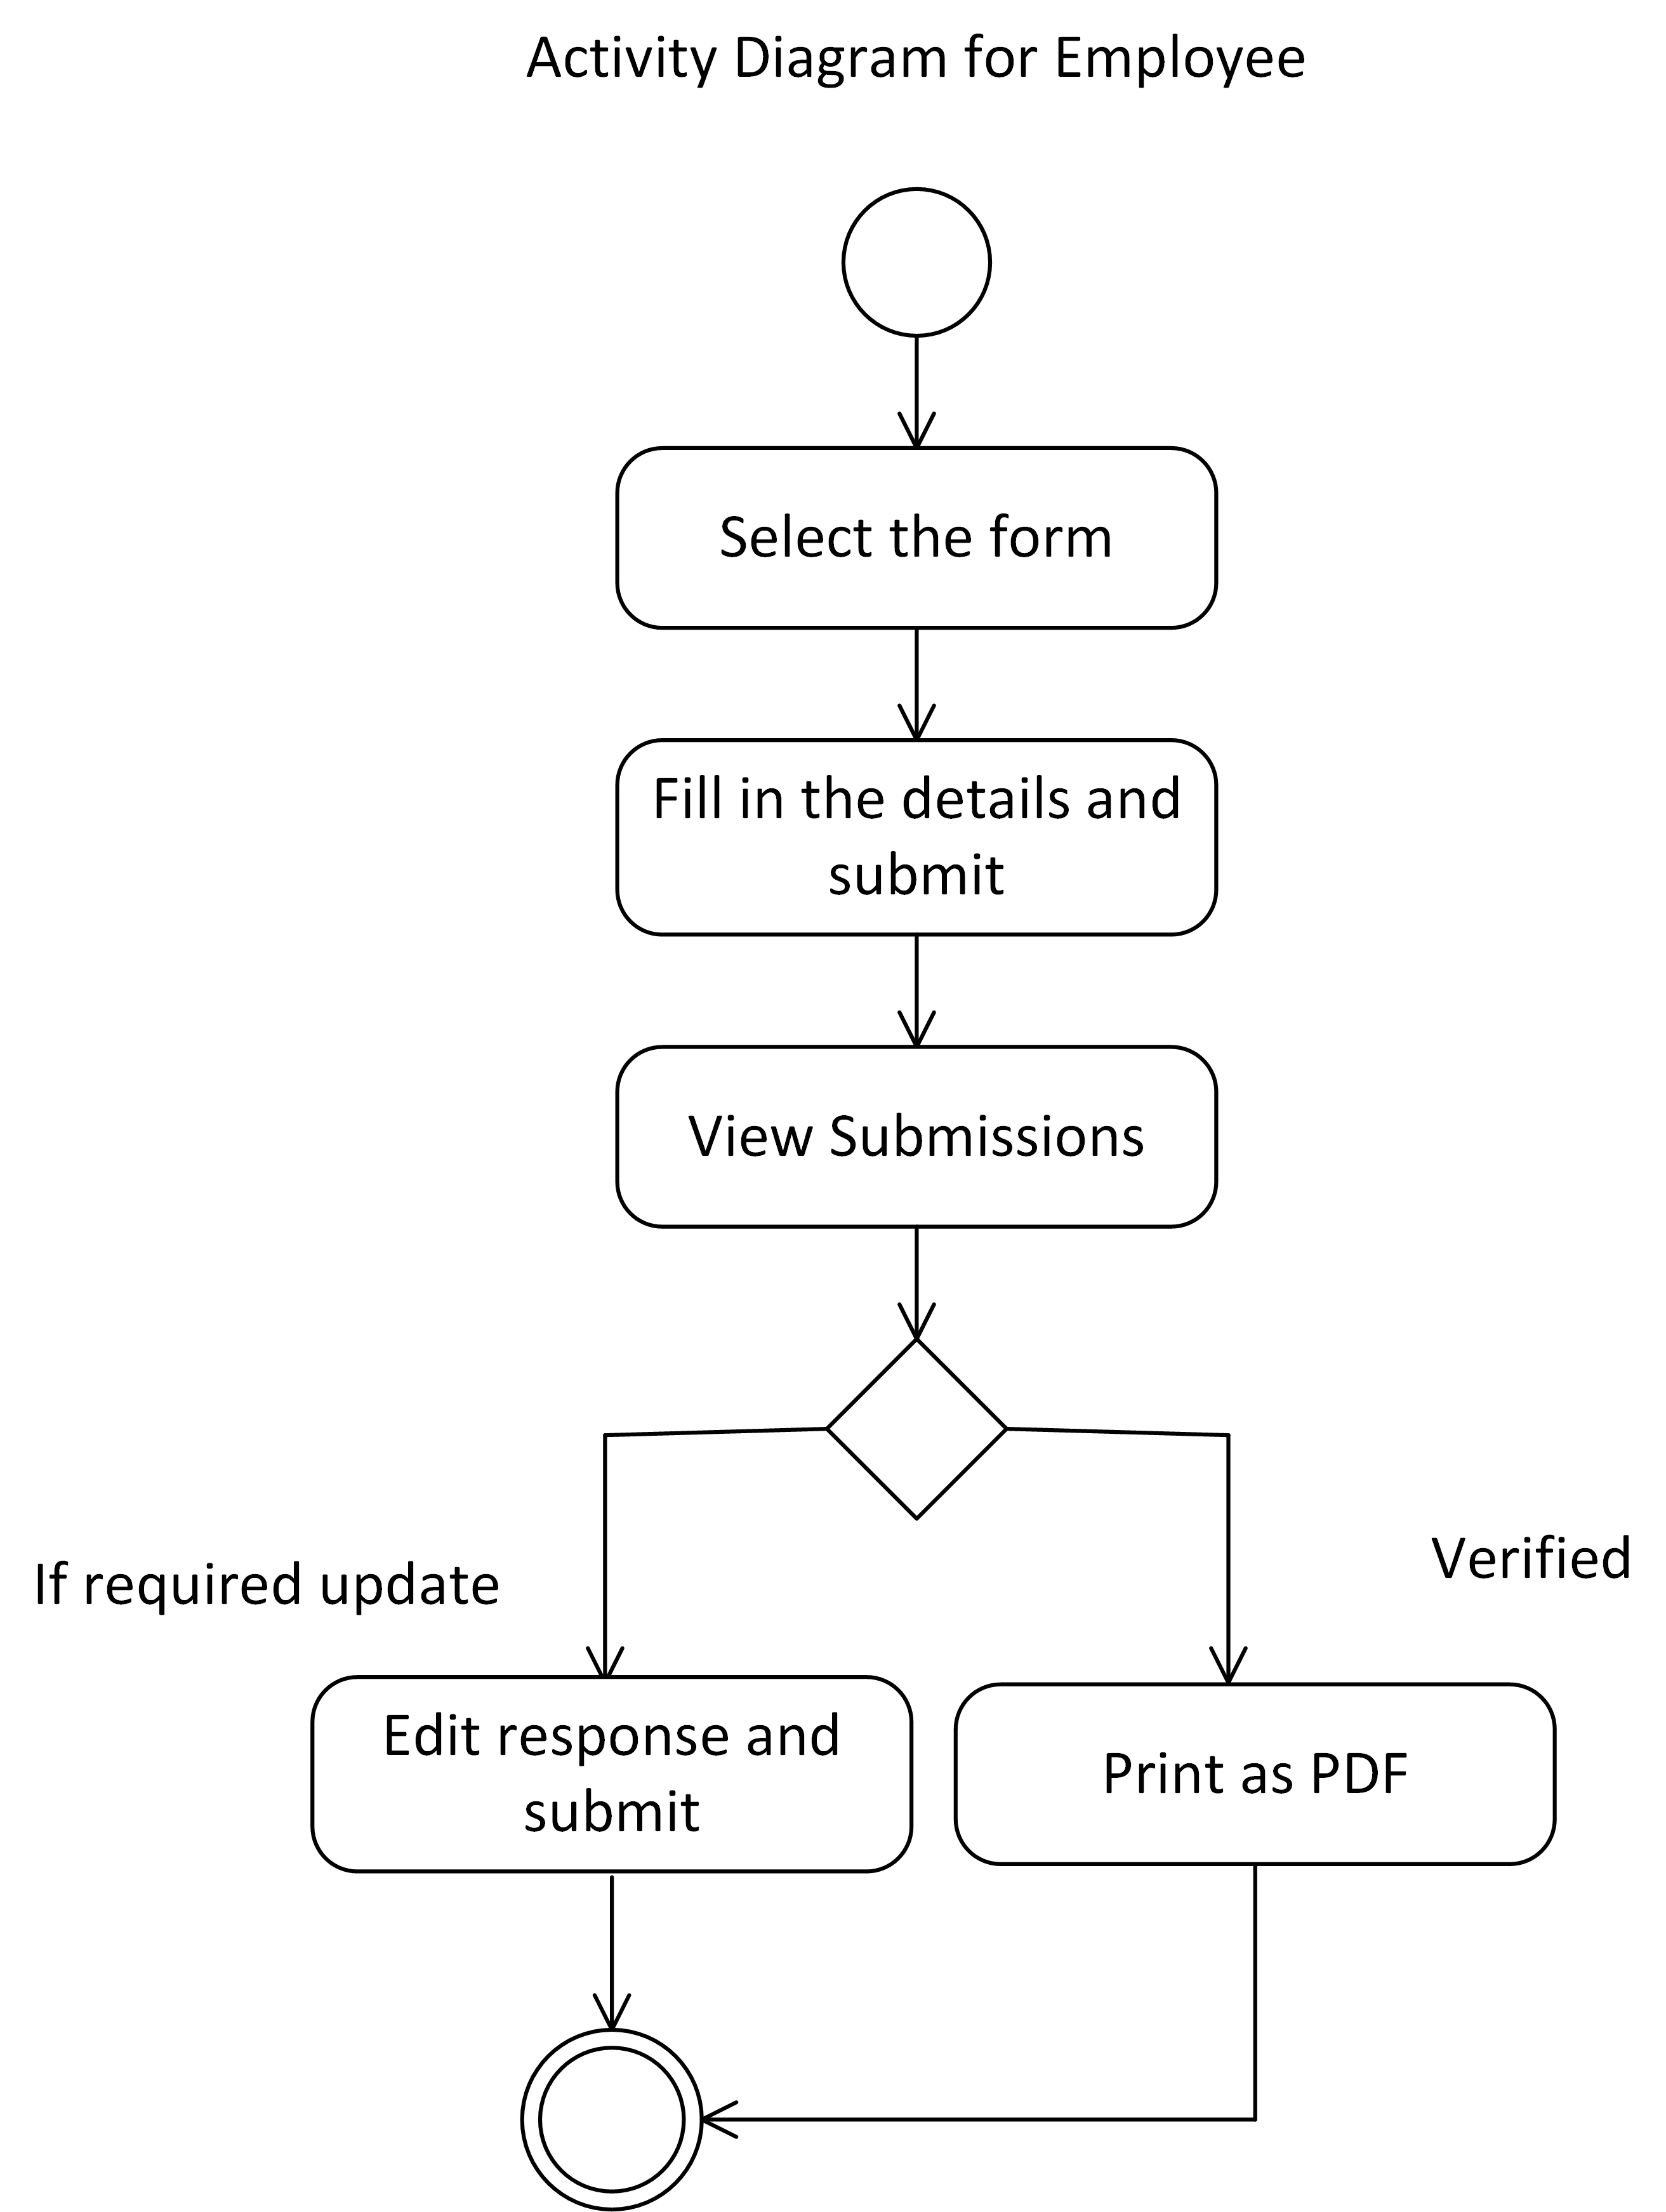 Activity Diagram for Employee
Select the form
Fill in the details and
submit
View Submissions
If required update
Verified
Edit response and
submit
Print as PDF